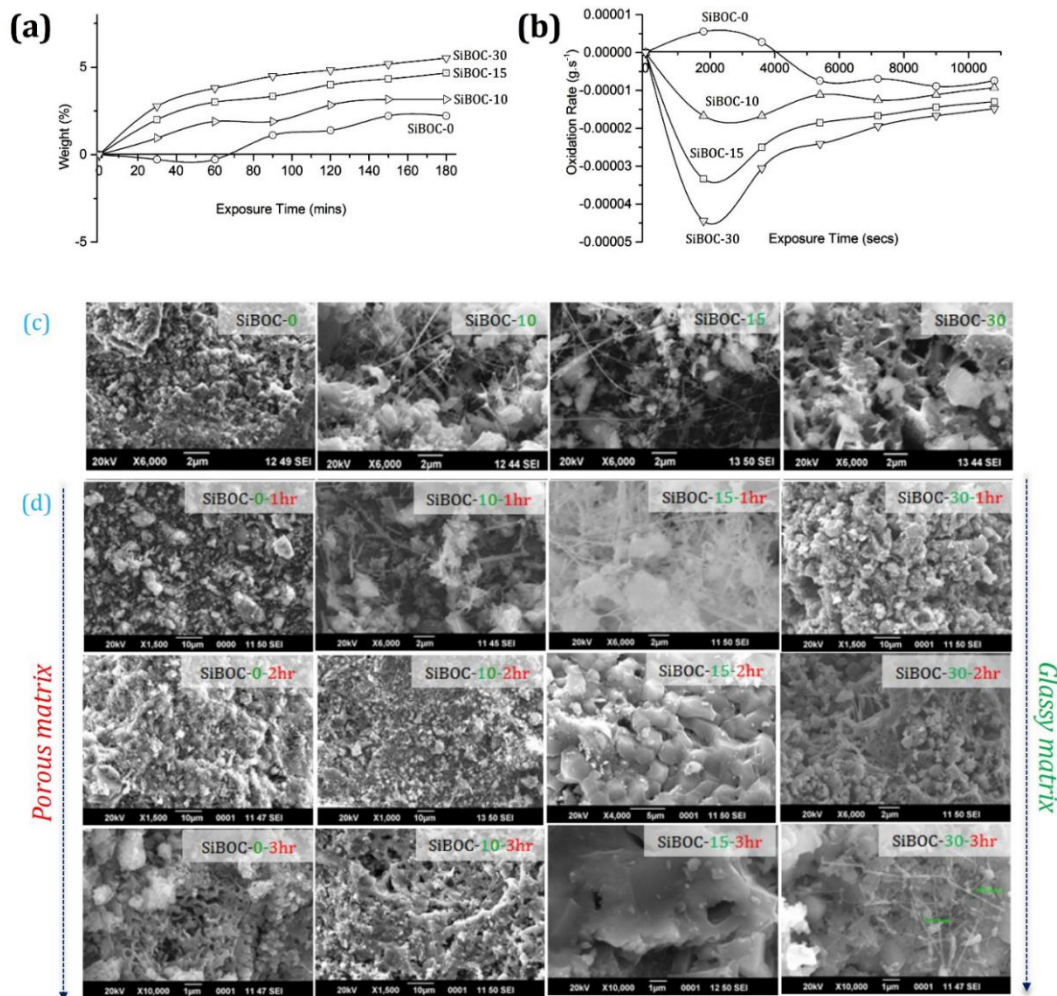 (a)
Weight (%)
5
0
-5
0 20 40 60 80 100 120 140 160 180
Exposure Time (mins)
SiBOC-30
SiBOC-15
SiBOC-10
SiBOC-0
(b)
Oxidation Rate (g.s⁻¹)
0.00001
0.00000
-0.00001
-0.00002
-0.00003
-0.00004
-0.00005
0 2000 4000 6000 8000 10000
Exposure Time (secs)
SiBOC-0
SiBOC-10
SiBOC-15
SiBOC-30
(c)
SiBOC-0
20kV X6,000 2μm 12 49 SEI
SiBOC-10
20kV X6,000 2μm 12 44 SEI
SiBOC-15
20kV X6,000 2μm 13 50 SEI
SiBOC-30
20kV X6,000 2μm 13 44 SEI
(d)
SiBOC-0-1hr
20kV X1,500 10μm 0000 11 50 SEI
SiBOC-10-1hr
20kV X6,000 2μm 11 45 SEI
SiBOC-15-1hr
20kV X6,000 2μm 11 50 SEI
SiBOC-30-1hr
20kV X1,500 10μm 0001 11 50 SEI
SiBOC-0-2hr
20kV X1,500 10μm 0001 11 47 SEI
SiBOC-10-2hr
20kV X1,000 10μm 13 50 SEI
SiBOC-15-2hr
20kV X4,000 5μm 11 50 SEI
SiBOC-30-2hr
20kV X6,000 2μm 11 50 SEI
SiBOC-0-3hr
20kV X10,000 1μm 0001 11 47 SEI
SiBOC-10-3hr
20kV X10,000 1μm 0001 11 50 SEI
SiBOC-15-3hr
20kV X10,000 1μm 12 50 SEI
SiBOC-30-3hr
20kV X10,000 1μm 11 47 SEI
Porous matrix
Glassy matrix